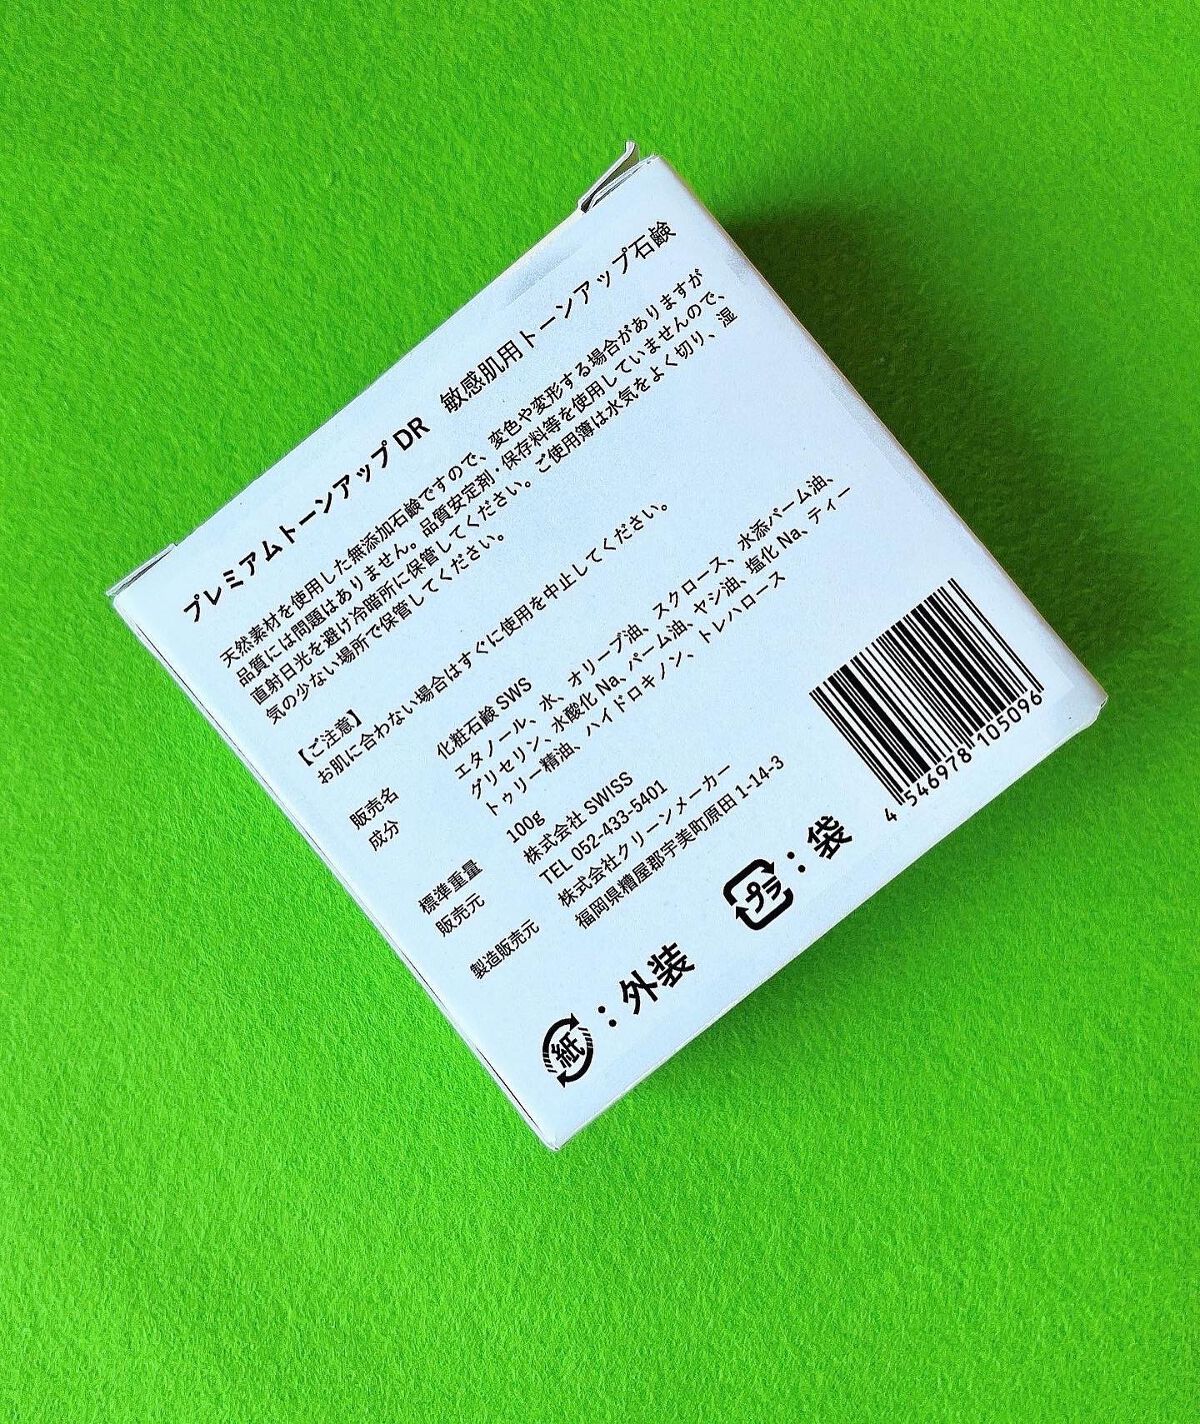 プレミアムトーンアップ DR　敏感肌用トーンアップ石鹸
天然素材を使用した無添加石鹸ですので、変色や変形する場合がありますが
品質には問題はありません。品質安定剤・保存料等を使用していませんので、
直射日光を避け冷暗所に保管してください。ご使用簿は水気をよく切り、湿
気の少ない場所で保管してください。
【ご注意】
お肌に合わない場合はすぐに使用を中止してください。
販売名　化粧石鹸 SWS
成分　エタノール、水、オリーブ油、スクロース、水添パーム油、
グリセリン、水酸化 Na、パーム油、ヤシ油、塩化 Na、ティー
トゥリー精油、ハイドロキノン、トレハロース
標準重量　100g
販売元　株式会社 SWISS
TEL 052-433-5401
製造販売元　株式会社クリーンメーカー
福岡県糟屋郡宇美町原田 1-14-3
紙：外装　プラ：袋
4 546978 105096